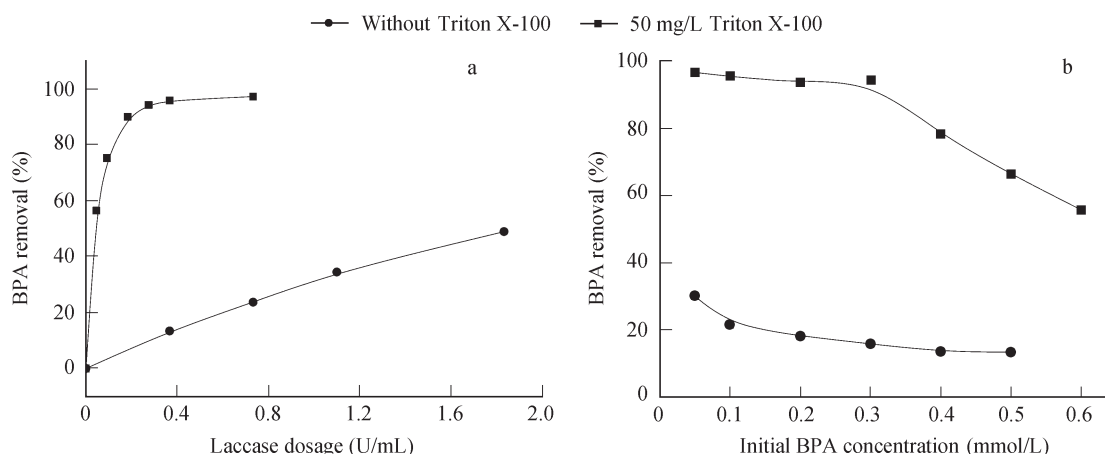 Without Triton X-100 50 mg/L Triton X-100
a
100
80
60
40
20
0
BPA removal (%)
0 0.4 0.8 1.2 1.6 2.0
Laccase dosage (U/mL)
b
100
80
60
40
20
0
BPA removal (%)
0 0.1 0.2 0.3 0.4 0.5 0.6
Initial BPA concentration (mmol/L)